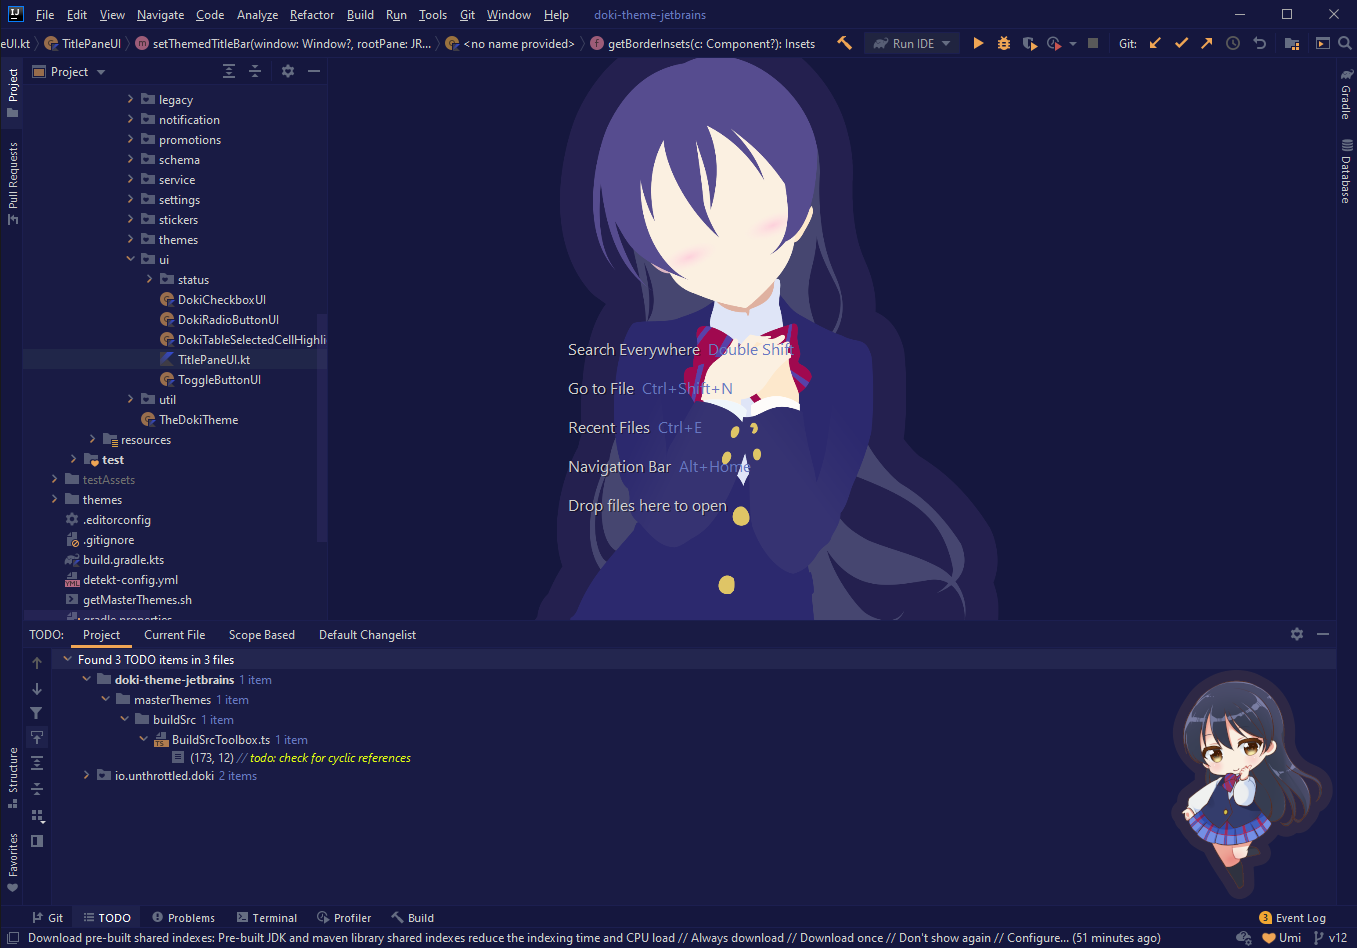 IJ File Edit View Navigate Code Analyze Refactor Build Run Tools Git Window Help doki-theme-jetbrains
eUI.kt TitlePaneUI setThemedTitleBar(window: Window?, rootPane: JR... <no name provided> getBorderInsets(c: Component?): Insets Run IDE Git:
Project
Project
Pull Requests
Structure
Favorites
legacy
notification
promotions
schema
service
settings
stickers
themes
ui
status
DokiCheckboxUI
DokiRadioButtonUI
DokiTableSelectedCellHighli
TitlePaneUI.kt
ToggleButtonUI
util
TheDokiTheme
resources
test
testAssets
themes
.editorconfig
.gitignore
build.gradle.kts
detekt-config.yml
getMasterThemes.sh
gradle.properties
Search Everywhere Double Shift
Go to File Ctrl+Shift+N
Recent Files Ctrl+E
Navigation Bar Alt+Home
Drop files here to open
Gradle
Database
TODO: Project Current File Scope Based Default Changelist
Found 3 TODO items in 3 files
doki-theme-jetbrains 1 item
masterThemes 1 item
buildSrc 1 item
TS BuildSrcToolbox.ts 1 item
(173, 12) // todo: check for cyclic references
io.unthrottled.doki 2 items
Git TODO Problems Terminal Profiler Build 3 Event Log
Download pre-built shared indexes: Pre-built JDK and maven library shared indexes reduce the indexing time and CPU load // Always download // Download once // Don't show again // Configure... (51 minutes ago) Umi v12